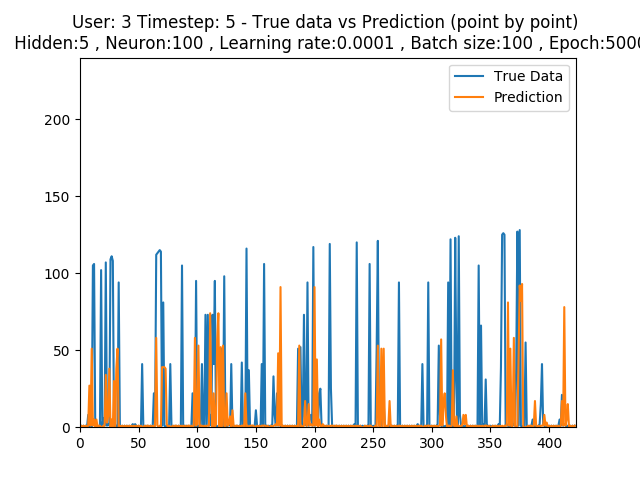 User: 3 Timestep: 5 - True data vs Prediction (point by point)
Hidden:5 , Neuron:100 , Learning rate:0.0001 , Batch size:100 , Epoch:5000
True Data
Prediction
200
150
100
50
0
0 50 100 150 200 250 300 350 400